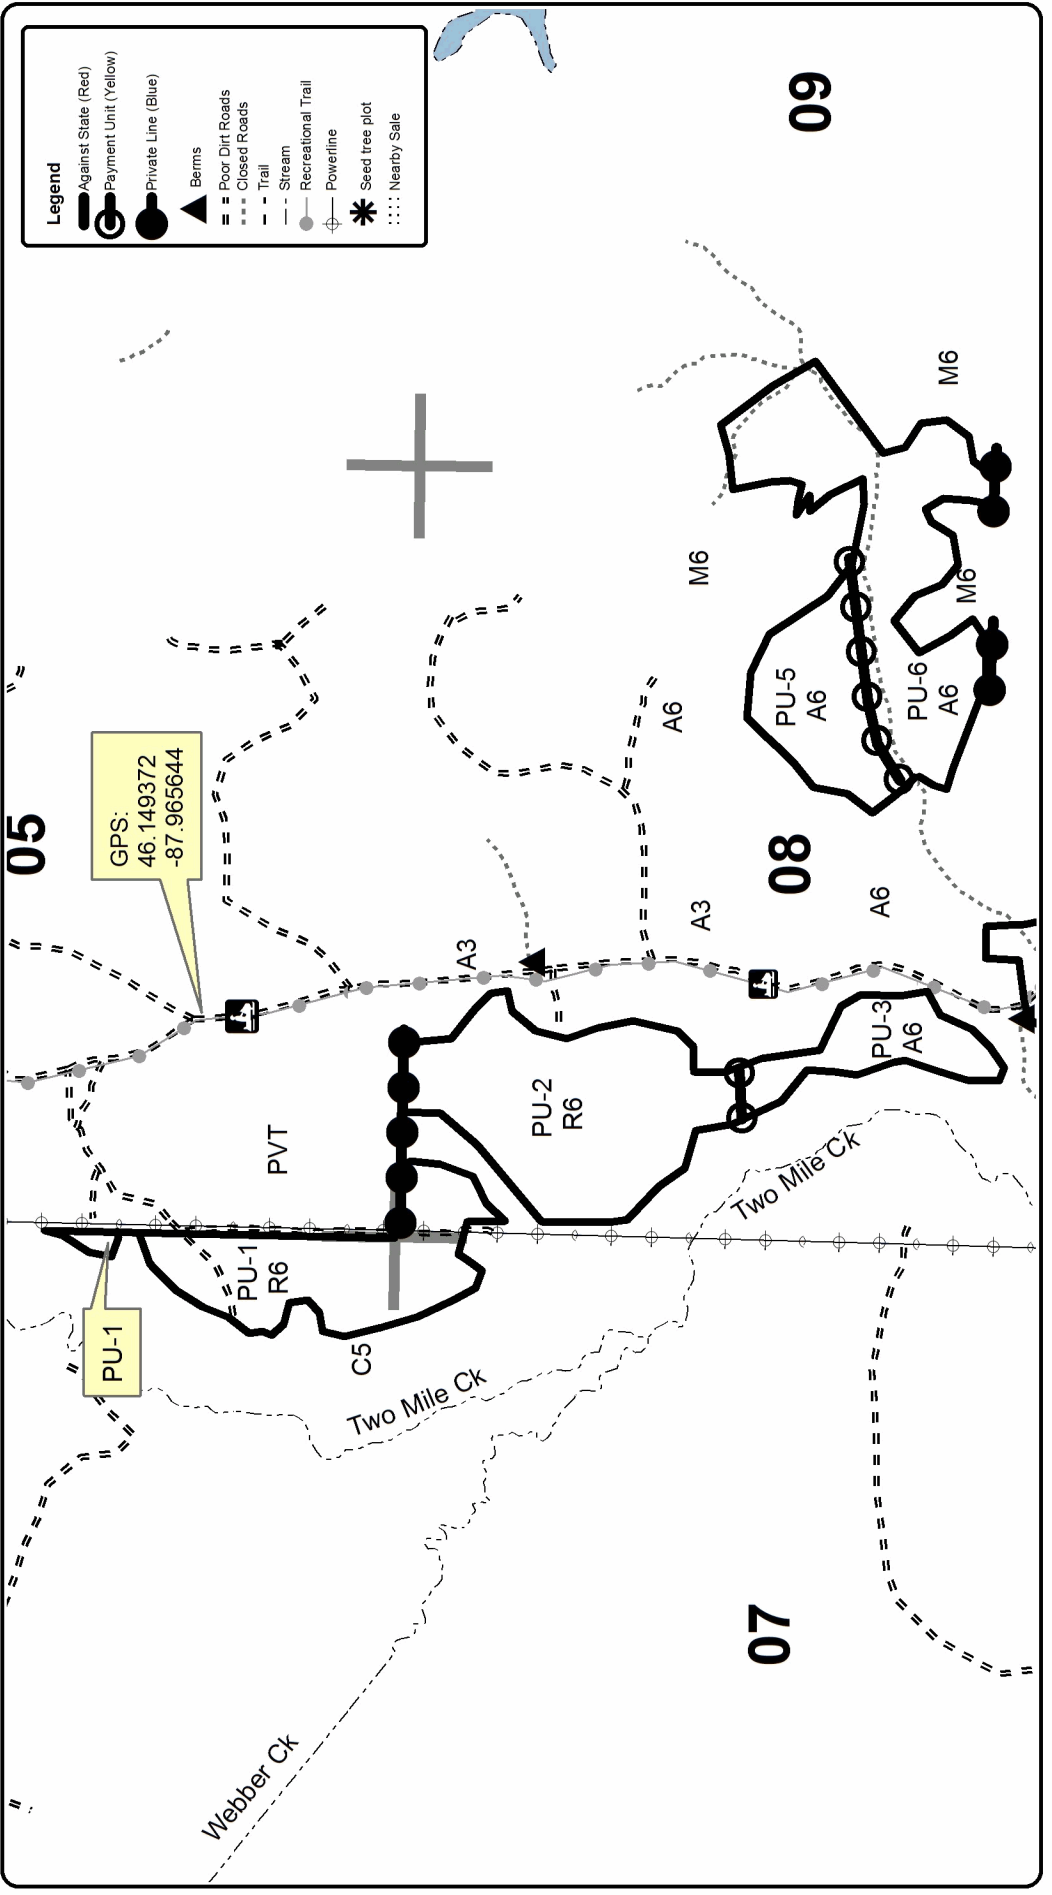 Legend
Against State (Red)
Payment Unit (Yellow)
Private Line (Blue)
Berms
Poor Dirt Roads
Closed Roads
Trail
Stream
Recreational Trail
Powerline
Seed tree plot
Nearby Sale
05
GPS:
46.149372
-87.965644
09
M6
M6
M6
PU-5
A6
PU-6
A6
A6
08
A3
A3
A6
PVT
PU-2
R6
PU-3
A6
PU-1
R6
PU-1
C5
Two Mile Ck
Two Mile Ck
Webber Ck
07